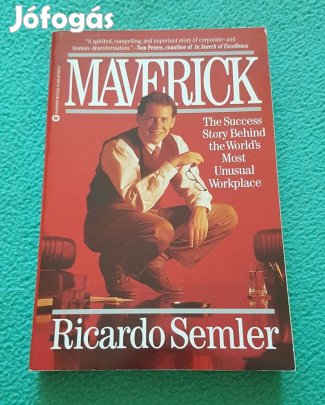 Jófogás
"A spirited, compelling, and important story of corporate—and
human—transformation."—Tom Peters, coauthor of In Search of Excellence
MAVERICK
The Success
Story Behind
the World's
Most
Unusual
Workplace
Ricardo Semler